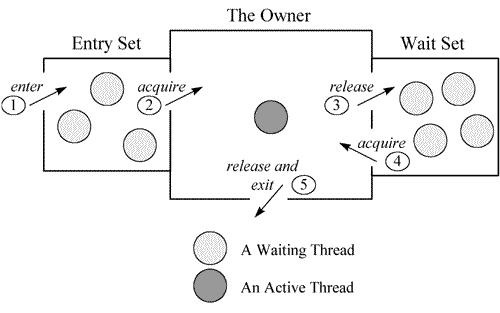 The Owner
Entry Set
Wait Set
enter
1
acquire
2
release
3
acquire
4
release and
exit
5
A Waiting Thread
An Active Thread